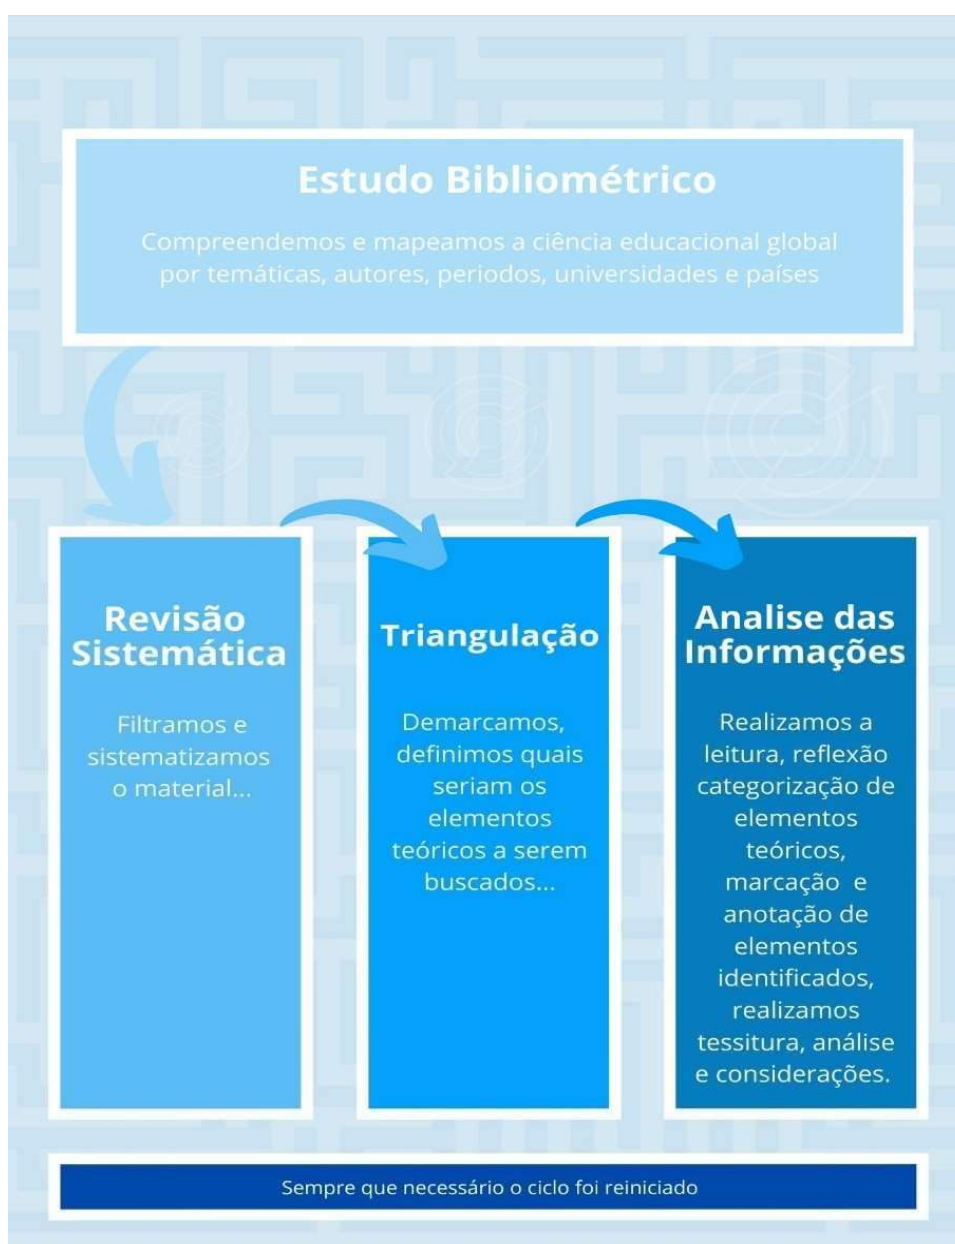 Estudo Bibliométrico
Compreendemos e mapeamos a ciência educacional global
por temáticas, autores, periodos, universidades e países
Revisão
Sistemática
Filtramos e
sistematizamos
o material...
Triangulação
Demarcamos,
definimos quais
seriam os
elementos
teóricos a serem
buscados...
Analise das
Informações
Realizamos a
leitura, reflexão
categorização de
elementos
teóricos,
marcação e
anotação de
elementos
identificados,
realizamos
tessitura, análise
e considerações.
Sempre que necessário o ciclo foi reiniciado